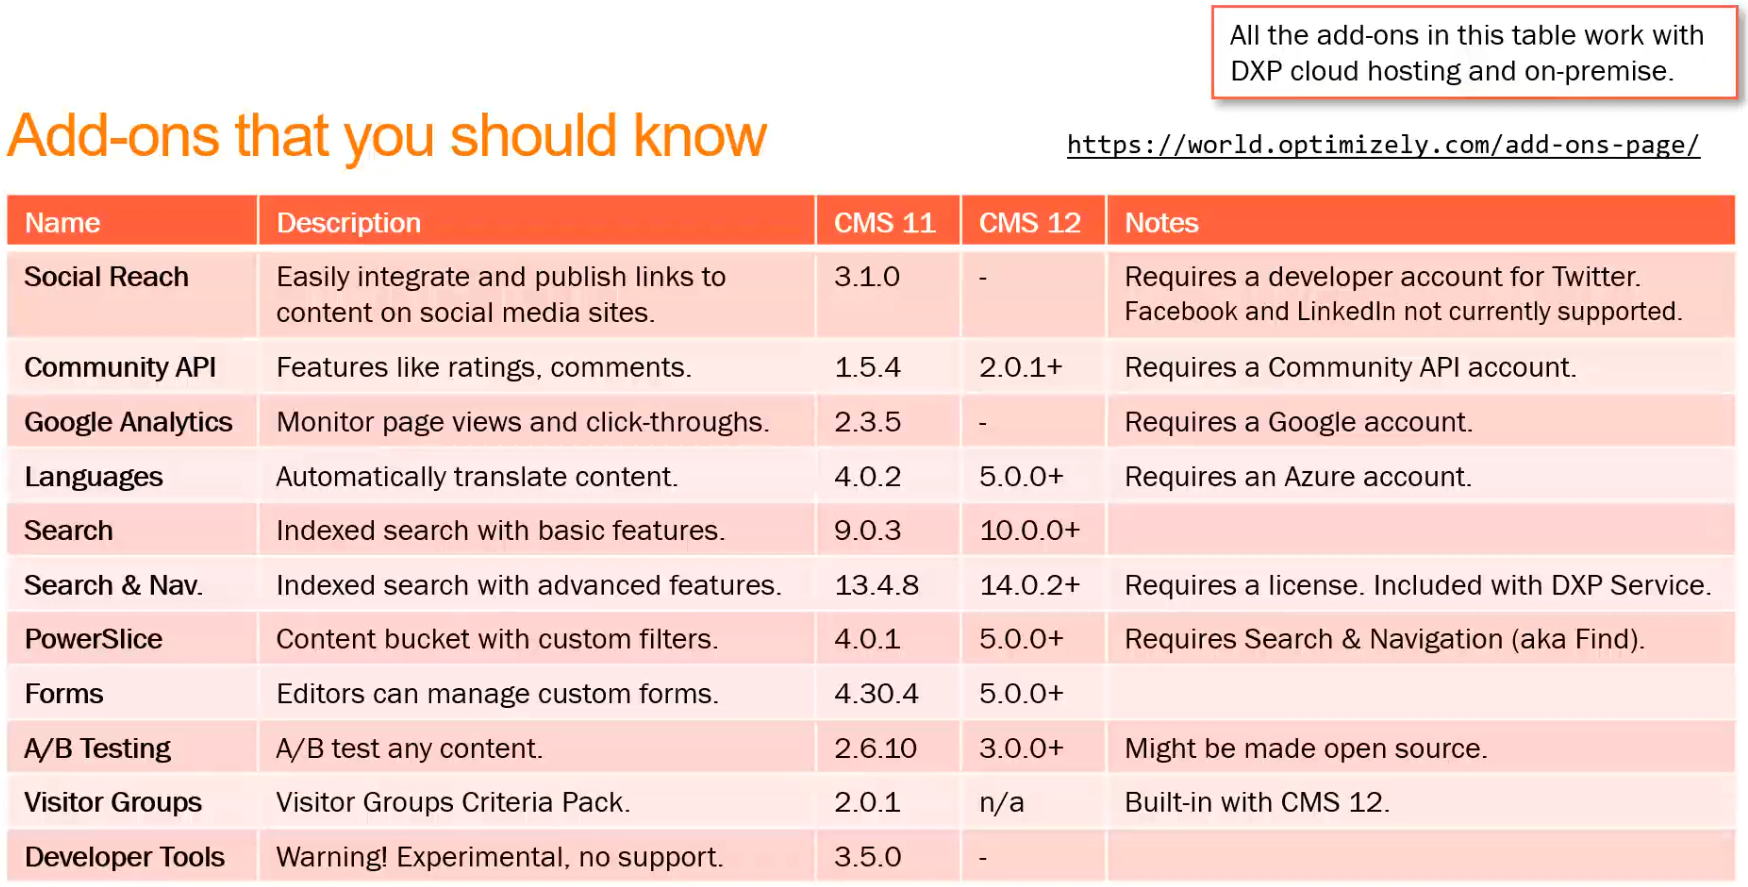 All the add-ons in this table work with
DXP cloud hosting and on-premise.
Add-ons that you should know
https://world.optimizely.com/add-ons-page/
Name Description CMS 11 CMS 12 Notes
Social Reach Easily integrate and publish links to 3.1.0 - Requires a developer account for Twitter.
content on social media sites. Facebook and LinkedIn not currently supported.
Community API Features like ratings, comments. 1.5.4 2.0.1+ Requires a Community API account.
Google Analytics Monitor page views and click-throughs. 2.3.5 - Requires a Google account.
Languages Automatically translate content. 4.0.2 5.0.0+ Requires an Azure account.
Search Indexed search with basic features. 9.0.3 10.0.0+
Search & Nav. Indexed search with advanced features. 13.4.8 14.0.2+ Requires a license. Included with DXP Service.
PowerSlice Content bucket with custom filters. 4.0.1 5.0.0+ Requires Search & Navigation (aka Find).
Forms Editors can manage custom forms. 4.30.4 5.0.0+
A/B Testing A/B test any content. 2.6.10 3.0.0+ Might be made open source.
Visitor Groups Visitor Groups Criteria Pack. 2.0.1 n/a Built-in with CMS 12.
Developer Tools Warning! Experimental, no support. 3.5.0 -